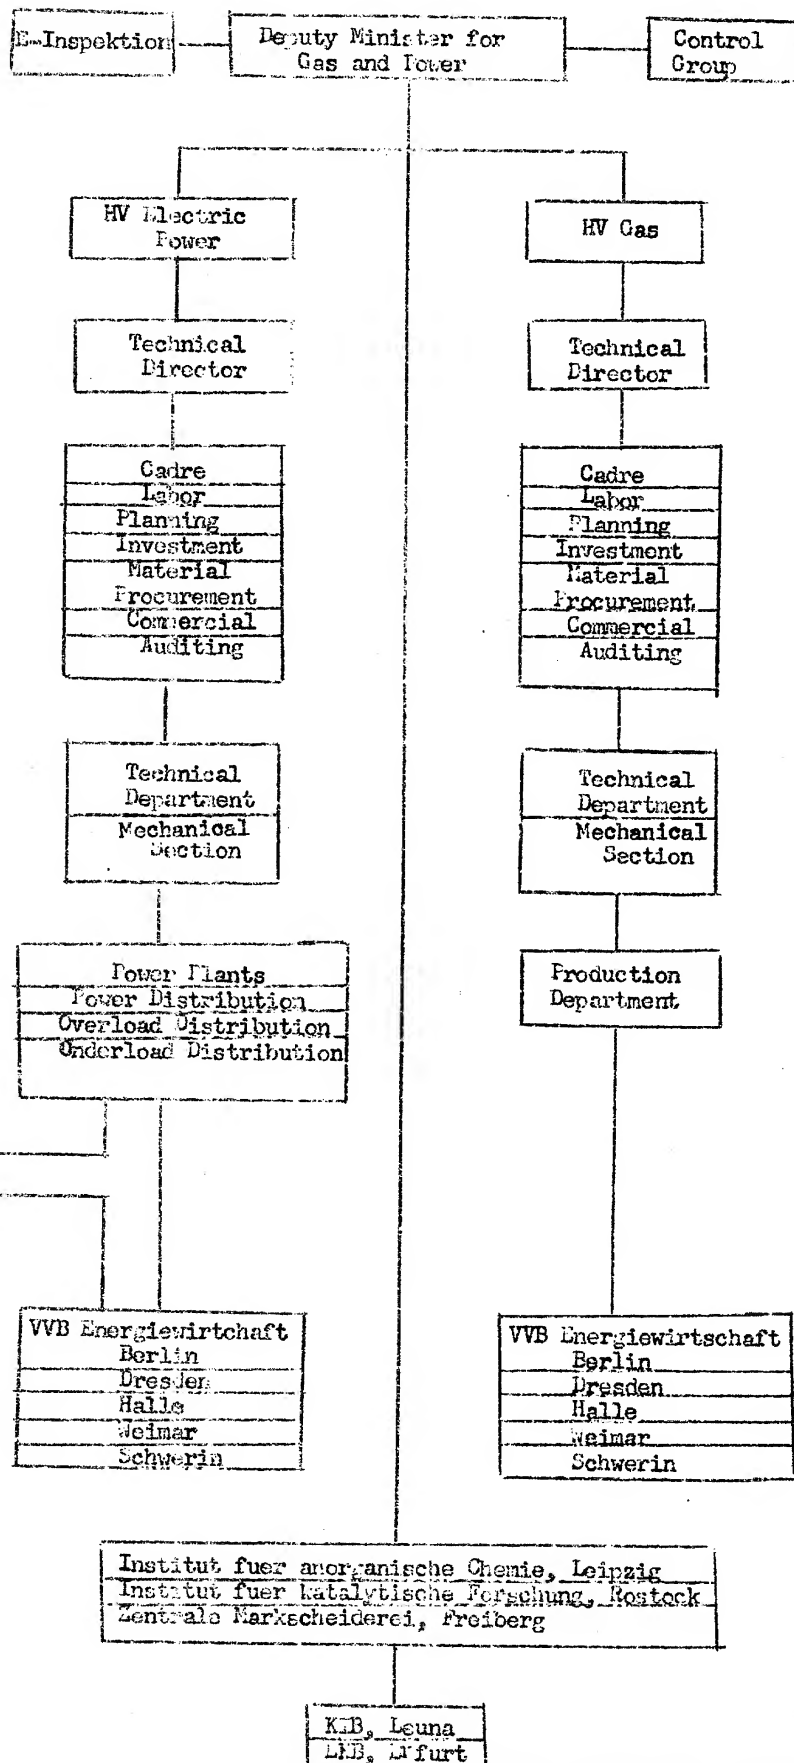 E-Inspektion
Deputy Minister for
Gas and Power
Control
Group
HV Electric
Power
HV Gas
Technical
Director
Technical
Director
Cadre
Labor
Planning
Investment
Material
Procurement
Commercial
Auditing
Cadre
Labor
Planning
Investment
Material
Procurement
Commercial
Auditing
Technical
Department
Mechanical
Section
Technical
Department
Mechanical
Section
Power Plants
Power Distribution
Overload Distribution
Onderload Distribution
Production
Department
VVB Energiewirtchaft
Berlin
Dresden
Halle
Weimar
Schwerin
VVB Energiewirtschaft
Berlin
Dresden
Halle
Weimar
Schwerin
Institut fuer anorganische Chemie, Leipzig
Institut fuer katalytische Forschung, Rostock
Zentrale Markscheiderei, Freiberg
Leuna
Erfurt